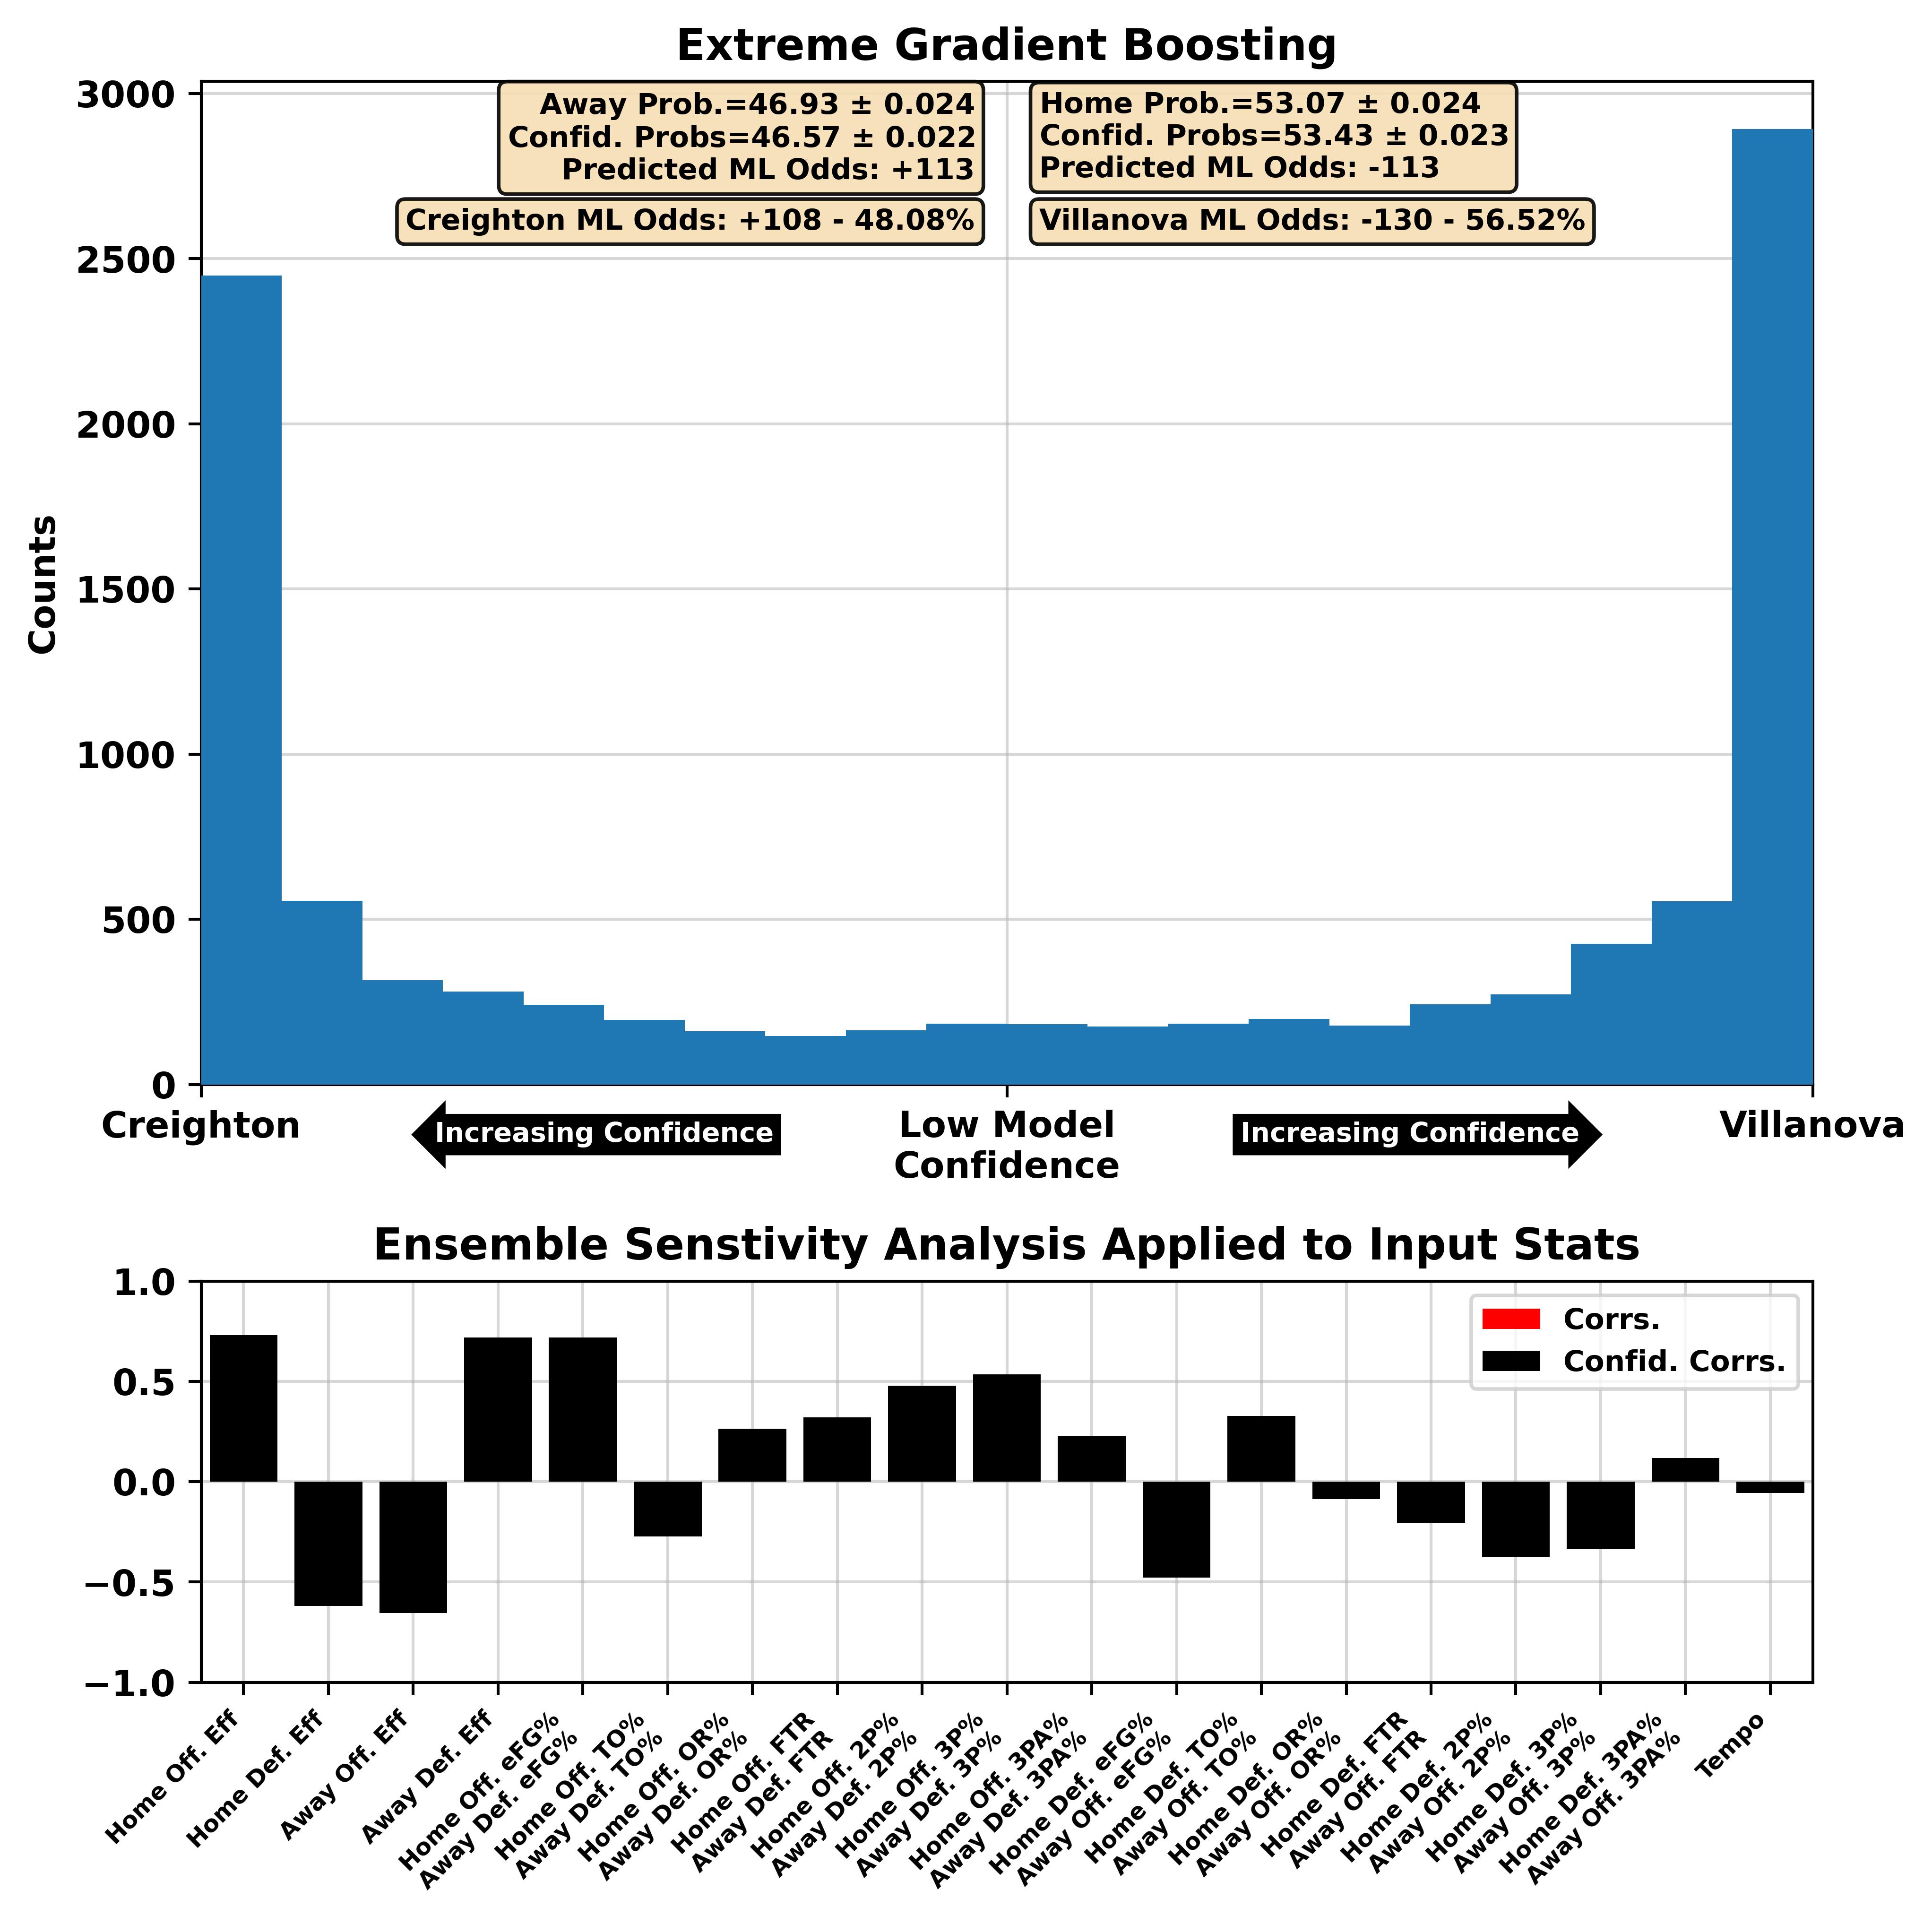 Extreme Gradient Boosting
3000
2500
2000
1500
1000
500
0
Counts
Away Prob.=46.93 ± 0.024
Confid. Probs=46.57 ± 0.022
Predicted ML Odds: +113
Creighton ML Odds: +108 - 48.08%
Home Prob.=53.07 ± 0.024
Confid. Probs=53.43 ± 0.023
Predicted ML Odds: -113
Villanova ML Odds: -130 - 56.52%
Creighton
Increasing Confidence
Low Model
Confidence
Increasing Confidence
Villanova
Ensemble Senstivity Analysis Applied to Input Stats
1.0
0.5
0.0
−0.5
−1.0
Corrs.
Confid. Corrs.
Home Off. Eff
Home Def. Eff
Away Off. Eff
Away Def. Eff
Home Off. eFG%
Away Def. eFG%
Home Off. TO%
Away Def. TO%
Home Off. OR%
Away Def. OR%
Home Off. FTR
Away Def. FTR
Home Off. 2P%
Away Def. 2P%
Home Off. 3P%
Away Def. 3P%
Home Off. 3PA%
Away Def. 3PA%
Home Def. eFG%
Away Off. eFG%
Home Def. TO%
Away Off. TO%
Home Def. OR%
Away Off. OR%
Home Def. FTR
Away Off. FTR
Home Def. 2P%
Away Off. 2P%
Home Def. 3P%
Away Off. 3P%
Home Def. 3PA%
Away Off. 3PA%
Tempo